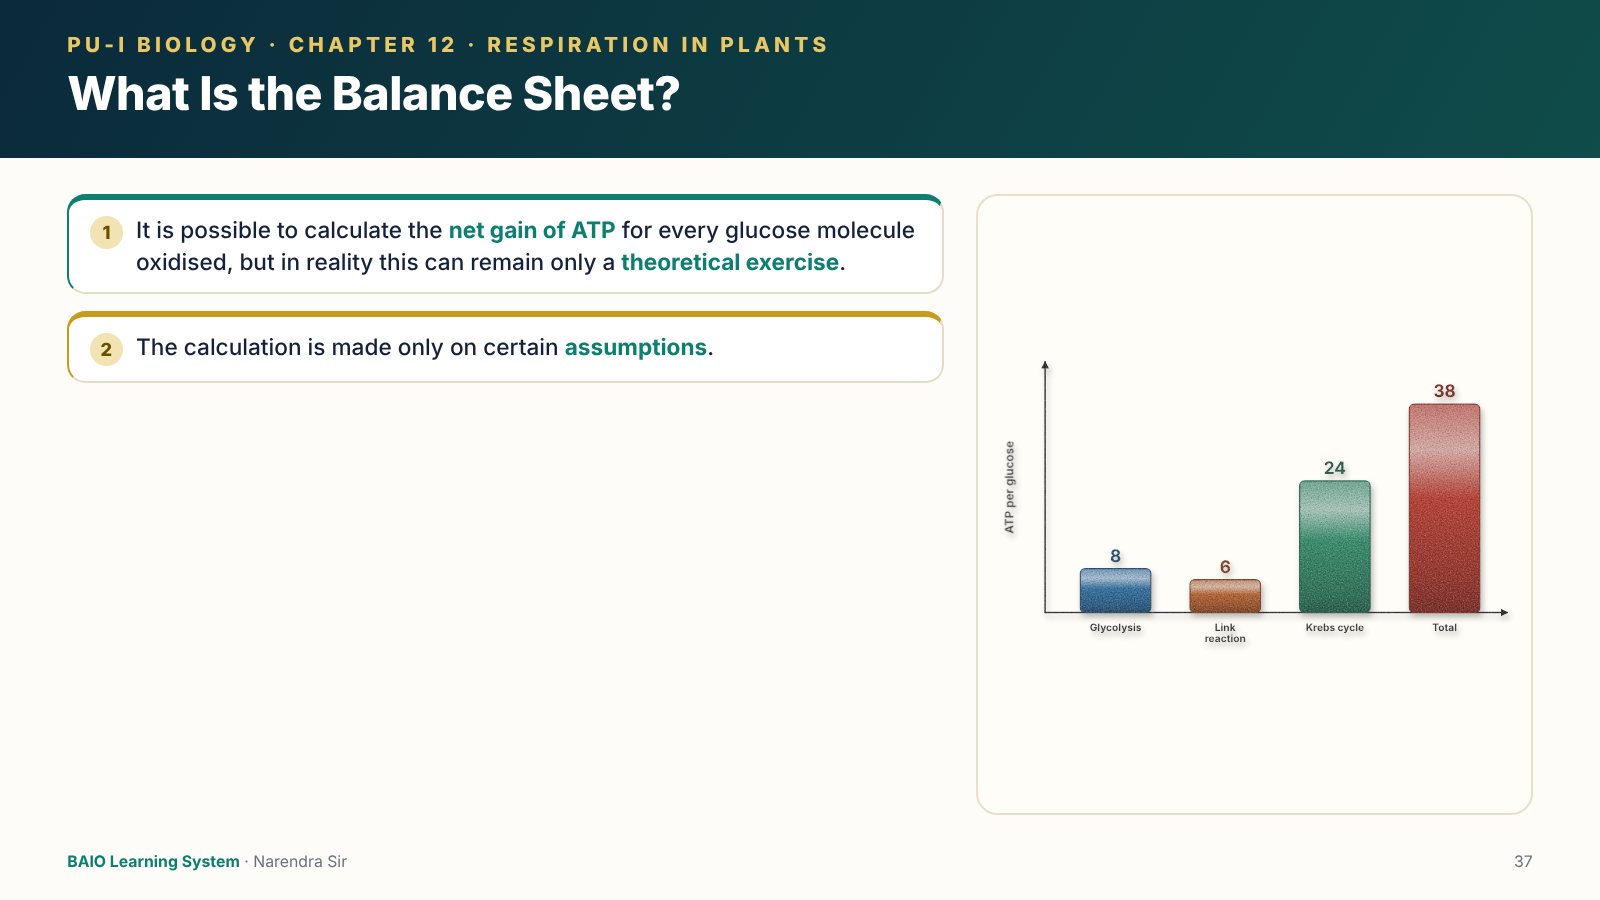 PU-I BIOLOGY · CHAPTER 12 · RESPIRATION IN PLANTS
What Is the Balance Sheet?
1
It is possible to calculate the net gain of ATP for every glucose molecule
oxidised, but in reality this can remain only a theoretical exercise.
2
The calculation is made only on certain assumptions.
ATP per glucose
8
6
24
38
Glycolysis
Link
reaction
Krebs cycle
Total
BAIO Learning System · Narendra Sir
37